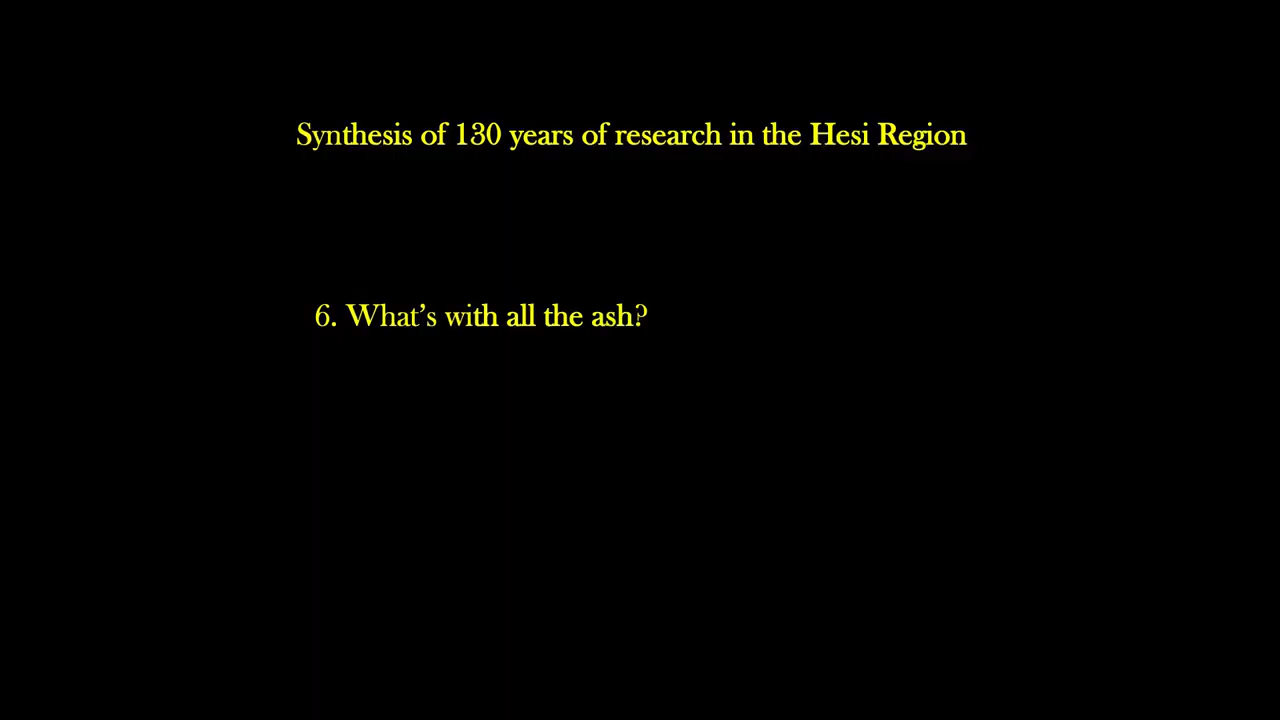 Synthesis of 130 years of research in the Hesi Region
6. What’s with all the ash?